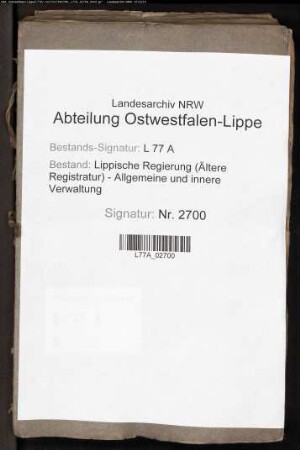 Landesarchiv NRW
Abteilung Ostwestfalen-Lippe
Bestands-Signatur: L 77 A
Bestand: Lippische Regierung (Ältere
Registratur) - Allgemeine und innere
Verwaltung
Signatur: Nr. 2700
L77A_02700